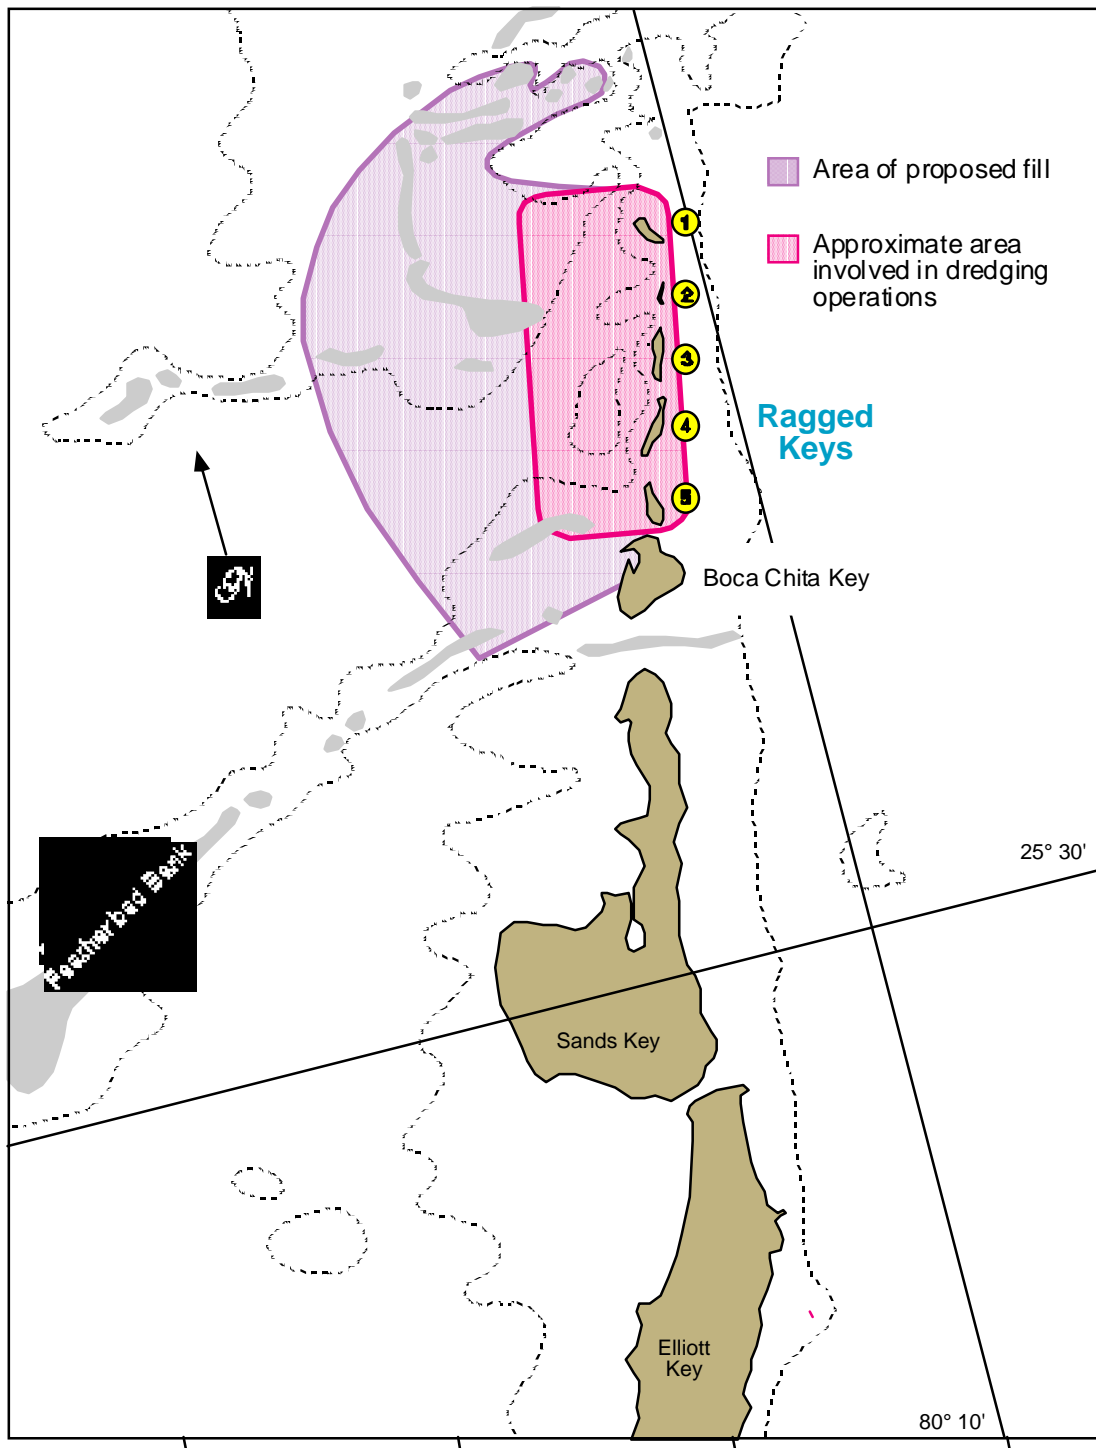 Area of proposed fill
Approximate area
involved in dredging
operations
1
2
3
4
5
Ragged
Keys
Boca Chita Key
Featherbed Bank
25° 30'
Sands Key
Elliott
Key
80° 10'